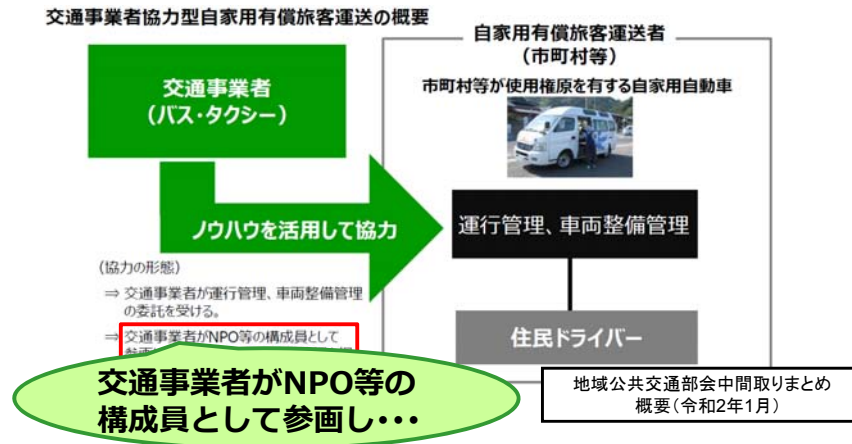 交通事業者協力型自家用有償旅客運送の概要
交通事業者
(バス・タクシー)
ノウハウを活用して協力
(協力の形態)
⇒ 交通事業者が運行管理、車両整備管理
の委託を受ける。
⇒ 交通事業者がNPO等の構成員として
自家用有償旅客運送者
(市町村等)
市町村等が使用権原を有する自家用自動車
運行管理、車両整備管理
住民ドライバー
交通事業者がNPO等の
構成員として参画し・・・
地域公共交通部会中間取りまとめ
概要(令和2年1月)